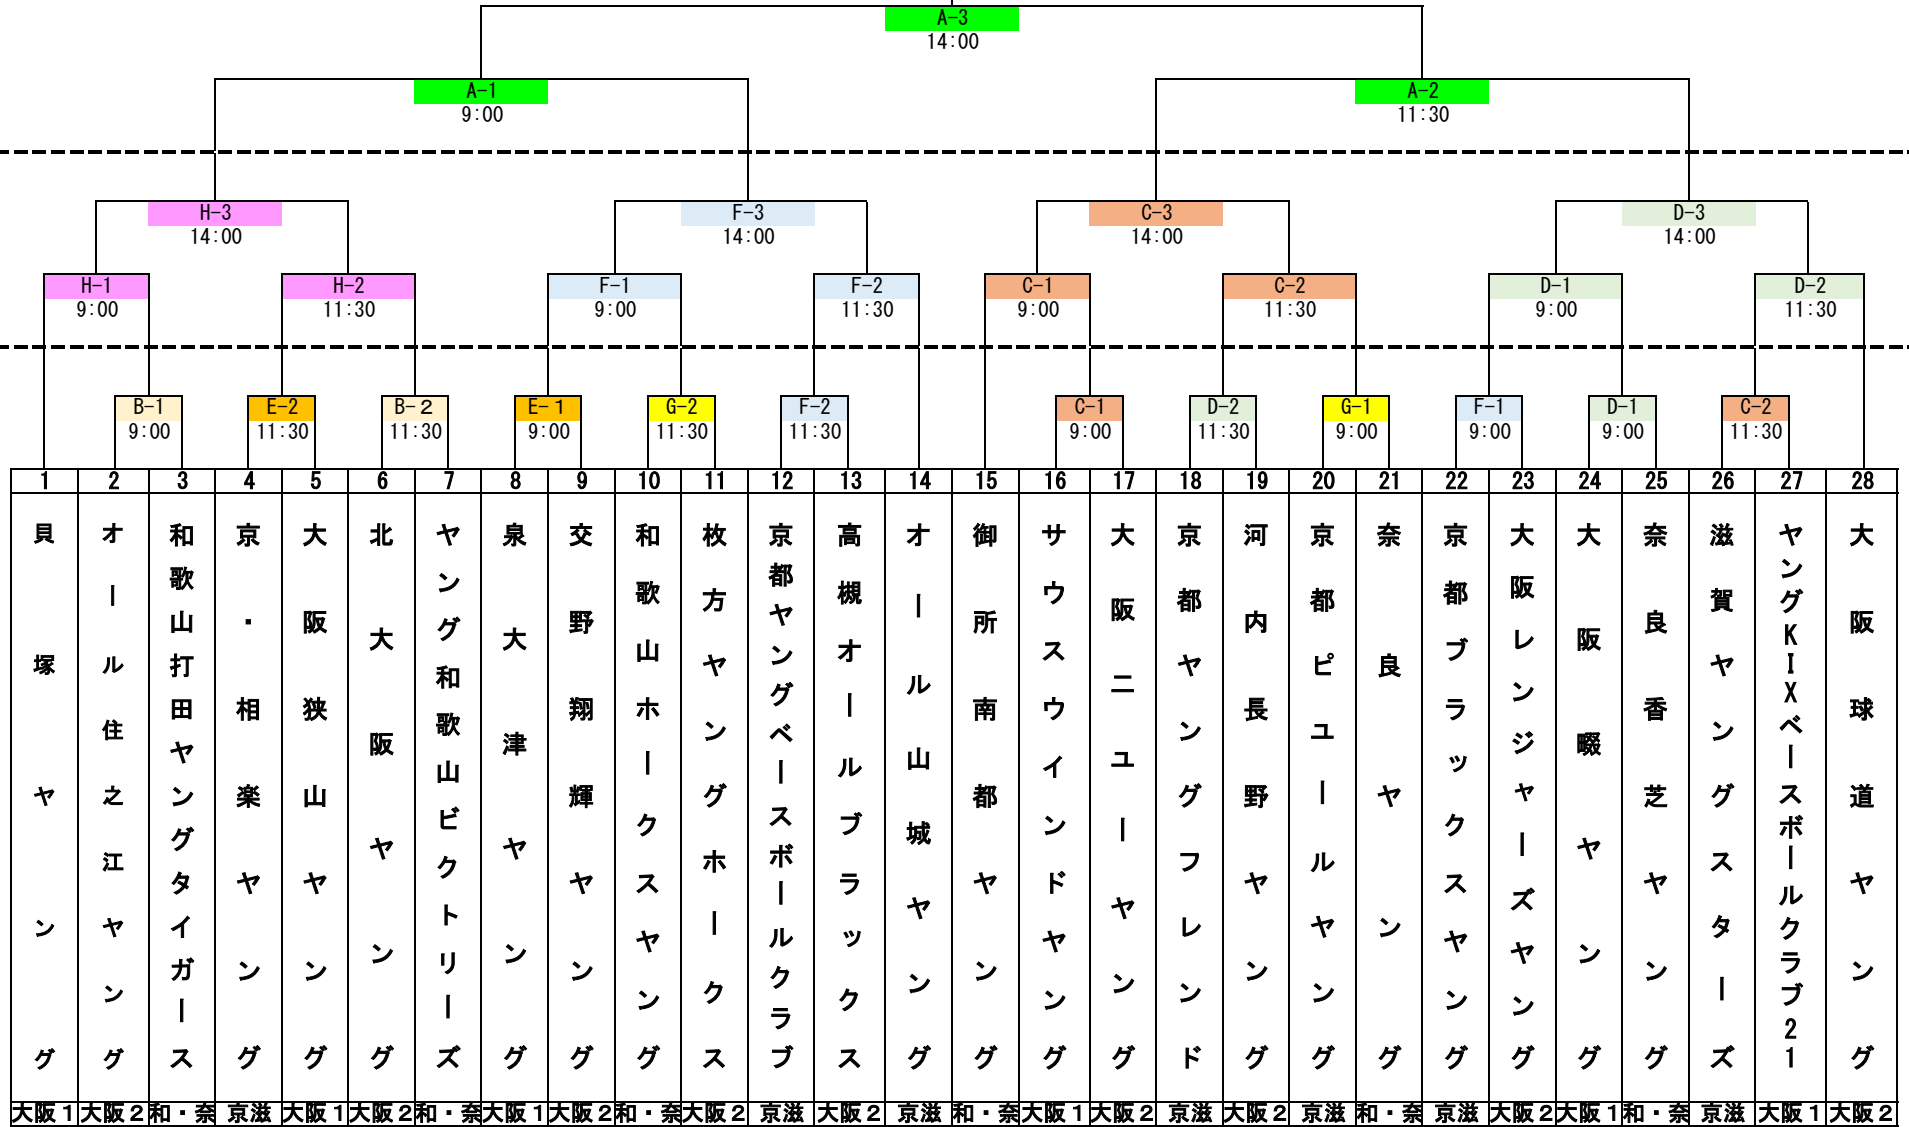 A-3
14:00
A-1
9:00
A-2
11:30
H-3
14:00
F-3
14:00
C-3
14:00
D-3
14:00
H-1
9:00
H-2
11:30
F-1
9:00
F-2
11:30
C-1
9:00
C-2
11:30
D-1
9:00
D-2
11:30
B-1
9:00
E-2
11:30
B-２
11:30
E-１
9:00
G-2
11:30
F-2
11:30
C-1
9:00
D-2
11:30
G-1
9:00
F-1
9:00
D-1
9:00
C-2
11:30
1 2 3 4 5 6 7 8 9 10 11 12 13 14 15 16 17 18 19 20 21 22 23 24 25 26 27 28
貝塚ヤング
オール住之江ヤング
和歌山打田ヤングタイガース
京・相楽ヤング
大阪狭山ヤング
北大阪ヤング
ヤング和歌山ビクトリーズ
泉大津ヤング
交野翔輝ヤング
和歌山ホークスヤング
枚方ヤングホークス
京都ヤングベースボールクラブ
高槻オールブラックス
オール山城ヤング
御所南都ヤング
サウスウインドヤング
大阪ニューヤング
京都ヤングフレンド
河内長野ヤング
京都ピユールヤング
奈良ヤング
京都ブラックスヤング
大阪レンジャーズヤング
大阪畷ヤング
奈良香芝ヤング
滋賀ヤングスターズ
ヤングKIXベースボールクラブ21
大阪球道ヤング
大阪１ 大阪２ 和・奈 京滋 大阪１ 大阪２ 和・奈 大阪１ 大阪２ 和・奈 大阪２ 京滋 大阪２ 京滋 和・奈 大阪１ 大阪２ 京滋 大阪２ 京滋 和・奈 京滋 大阪２ 大阪１ 和・奈 京滋 大阪１ 大阪２